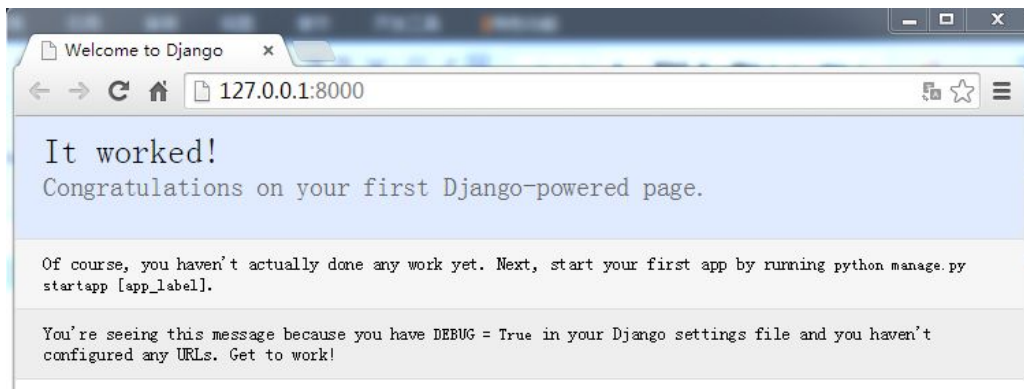 Welcome to Django
127.0.0.1:8000
It worked!
Congratulations on your first Django-powered page.
Of course, you haven't actually done any work yet. Next, start your first app by running python manage.py
startapp [app_label].
You're seeing this message because you have DEBUG = True in your Django settings file and you haven't
configured any URLs. Get to work!